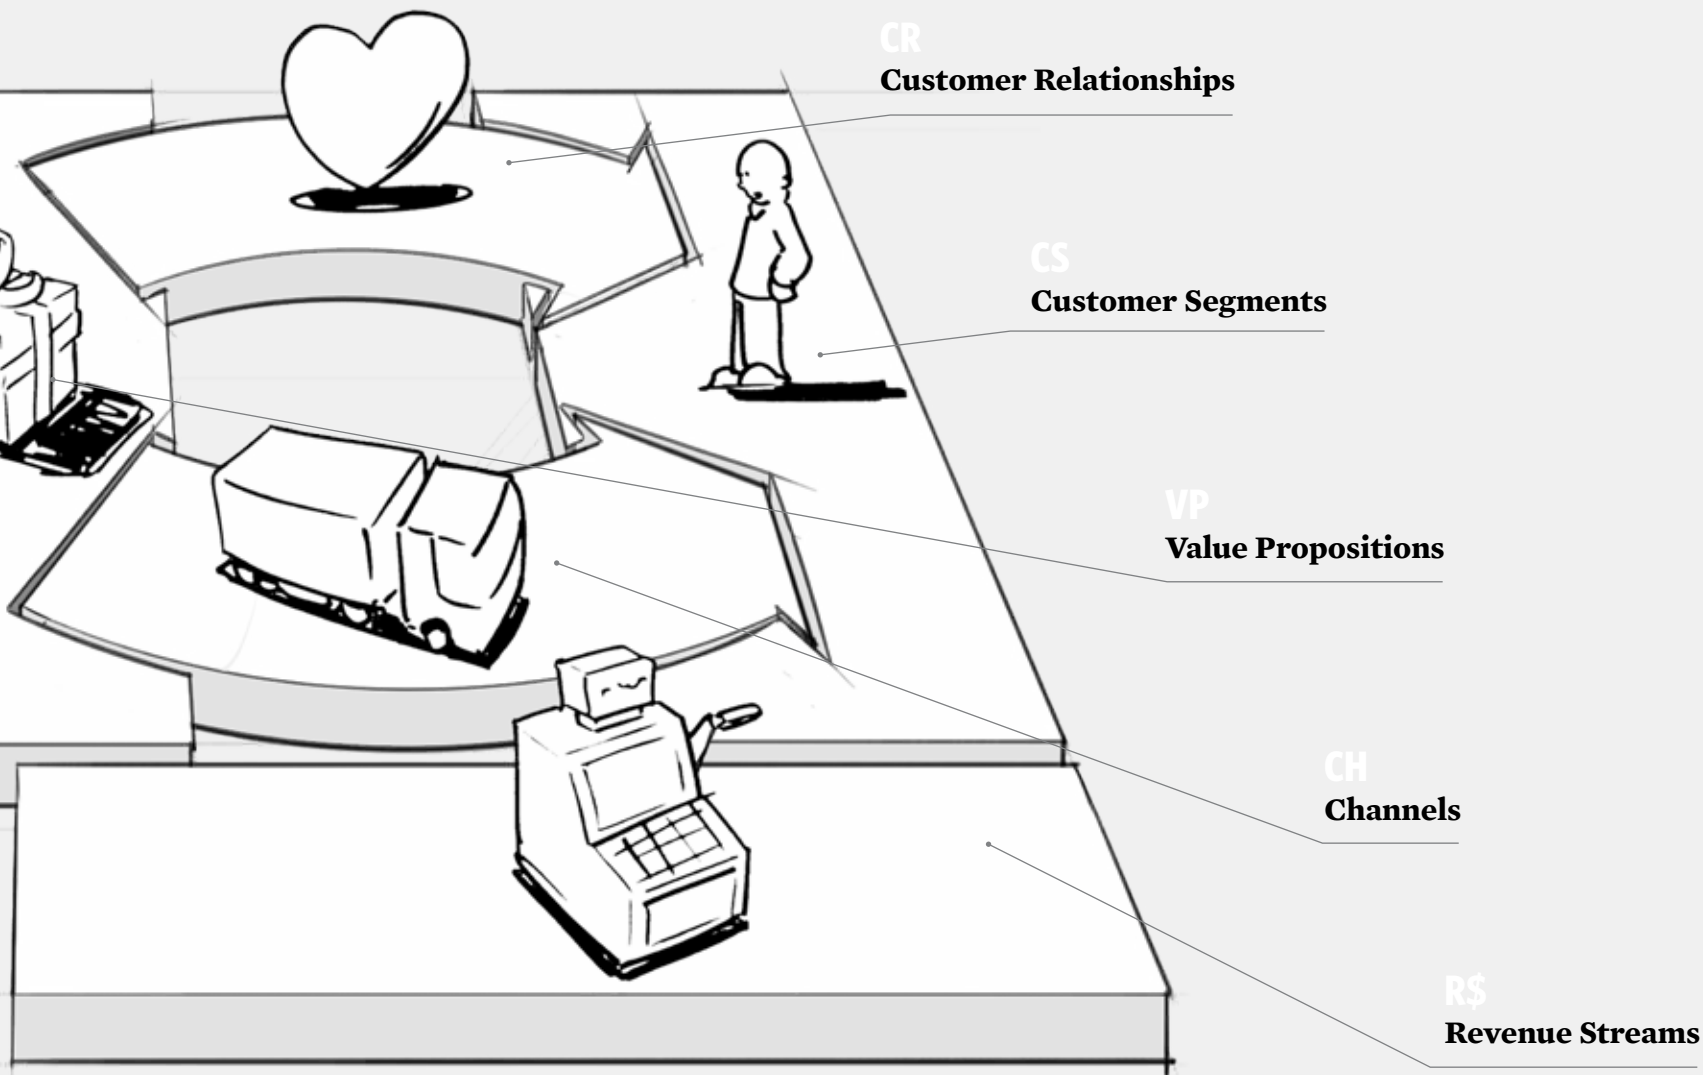 CR
Customer Relationships
CS
Customer Segments
VP
Value Propositions
CH
Channels
R$
Revenue Streams